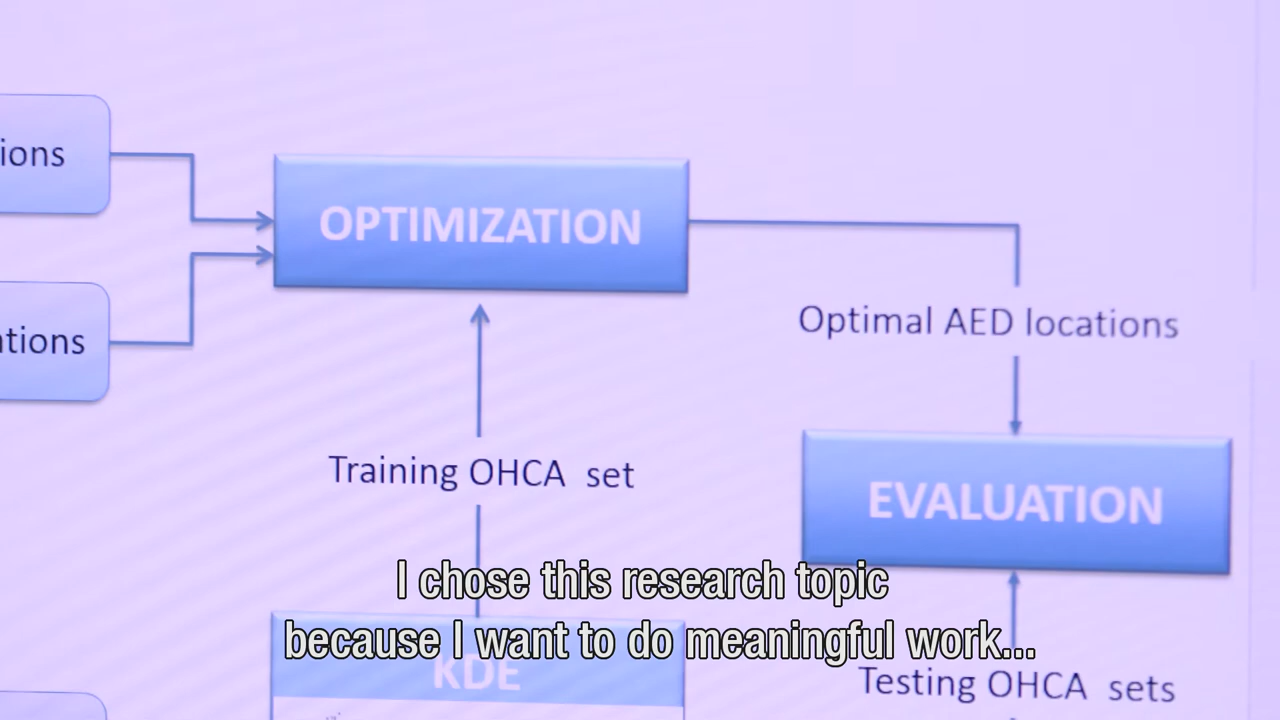 ions
OPTIMIZATION
Optimal AED locations
ations
Training OHCA set
EVALUATION
I chose this research topic
because I want to do meaningful work...
KDE
Testing OHCA sets